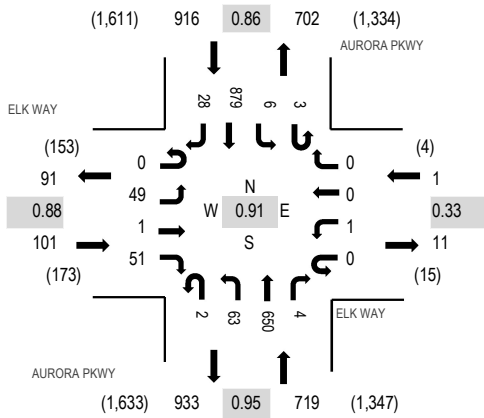 (1,611) 916 0.86 702 (1,334)
AURORA PKWY
28 879 6 3
ELK WAY
(153) 0 0 (4)
91 49 N 0 1
0.88 W 0.91 E 0.33
101 1 S 1 11
(173) 51 0 (15)
2 63 650 4
ELK WAY
AURORA PKWY
(1,633) 933 0.95 719 (1,347)